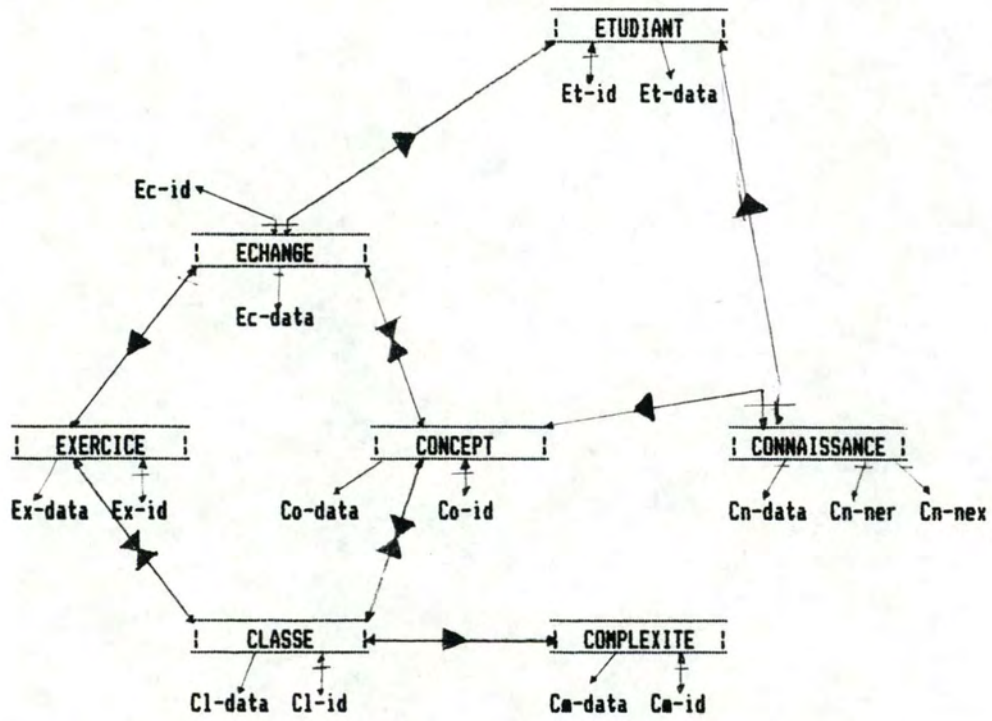 ETUDIANT
Et-id Et-data
Ec-id
ECHANGE
Ec-data
EXERCICE CONCEPT CONNAISSANCE
Ex-data Ex-id Co-data Co-id Cn-data Cn-ner Cn-nex
CLASSE COMPLEXITE
Cl-data Cl-id Cm-data Cm-id